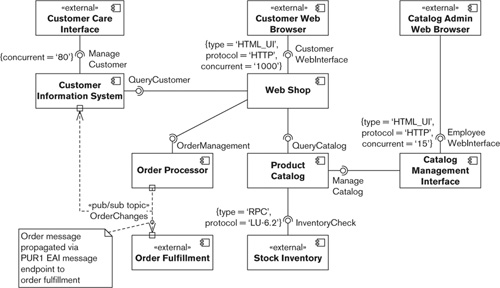 «external»
Customer Care
Interface
«external»
Customer Web
Browser
«external»
Catalog Admin
Web Browser
{concurrent = ‘80’}
Manage
Customer
{type = ‘HTML_UI’,
protocol = ‘HTTP’,
concurrent = ‘1000’}
Customer
WebInterface
Customer
Information System
QueryCustomer
Web Shop
{type = ‘HTML_UI’,
protocol = ‘HTTP’,
concurrent = ‘15’}
Employee
WebInterface
OrderManagement
QueryCatalog
Order Processor
Product
Catalog
Manage
Catalog
Catalog
Management
Interface
«pub/sub topic»
OrderChanges
{type = ‘RPC’,
protocol = ‘LU-6.2’}
InventoryCheck
Order message
propagated via
PUR1 EAI message
endpoint to
order fulfillment
«external»
Order Fulfillment
«external»
Stock Inventory